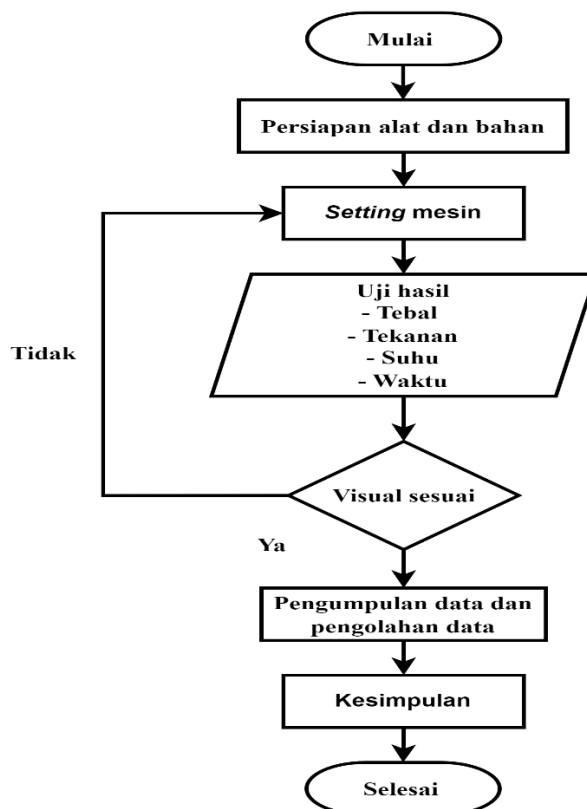 Mulai
Persiapan alat dan bahan
Setting mesin
Uji hasil
- Tebal
- Tekanan
- Suhu
- Waktu
Tidak
Visual sesuai
Ya
Pengumpulan data dan
pengolahan data
Kesimpulan
Selesai